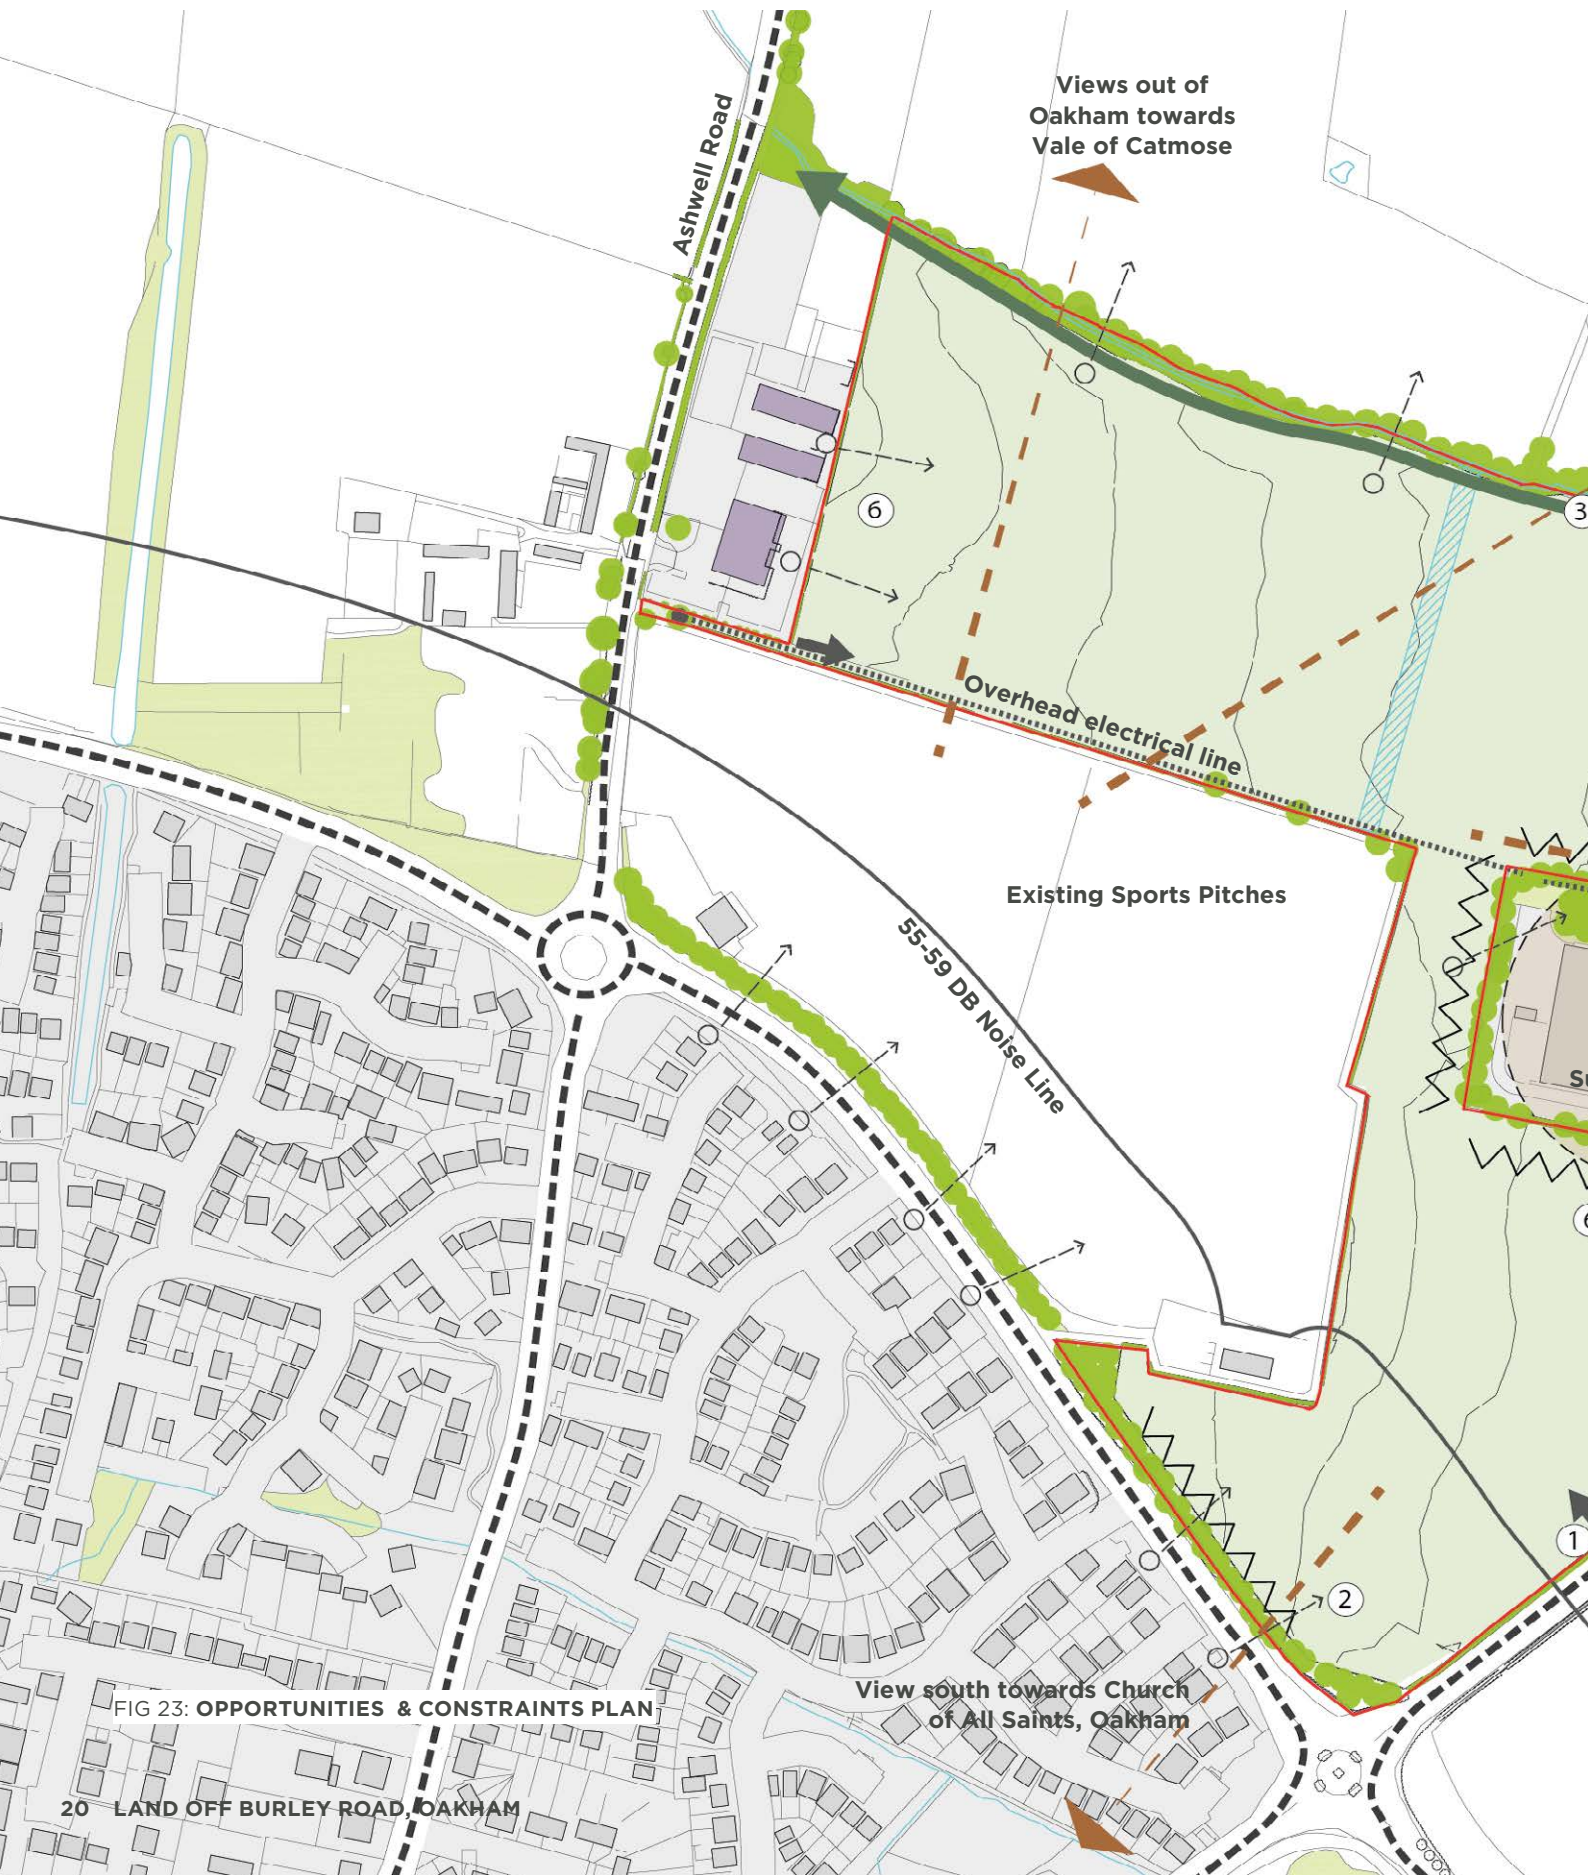 Views out of
Oakham towards
Vale of Catmose
Ashwell Road
3
6
Overhead electrical line
Existing Sports Pitches
55-59 DB Noise Line
6
1
2
View south towards Church
of All Saints, Oakham
FIG 23: OPPORTUNITIES & CONSTRAINTS PLAN
20 LAND OFF BURLEY ROAD, OAKHAM